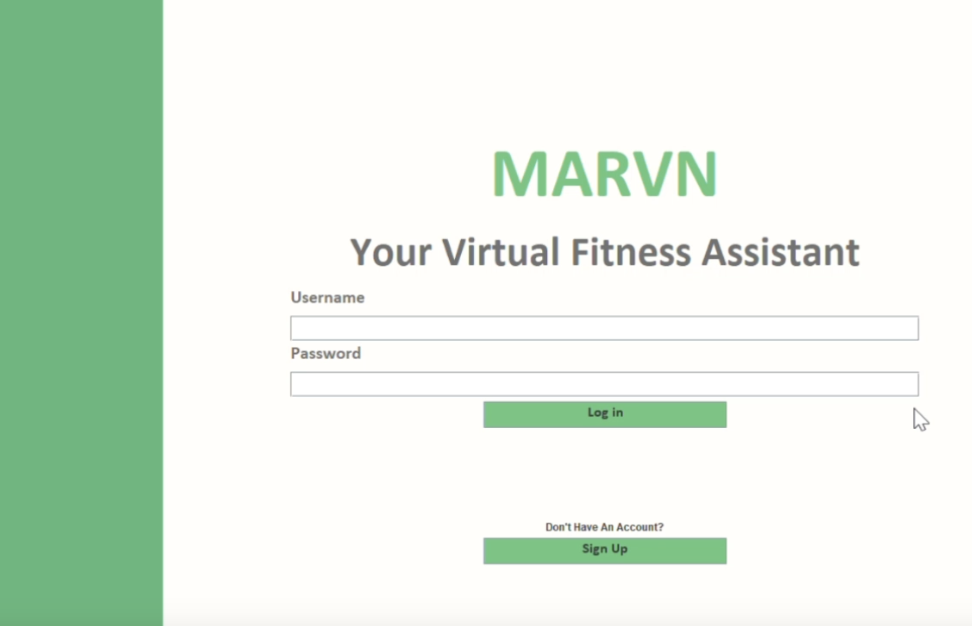 MARVN
Your Virtual Fitness Assistant
Username
Password
Log in
Don't Have An Account?
Sign Up